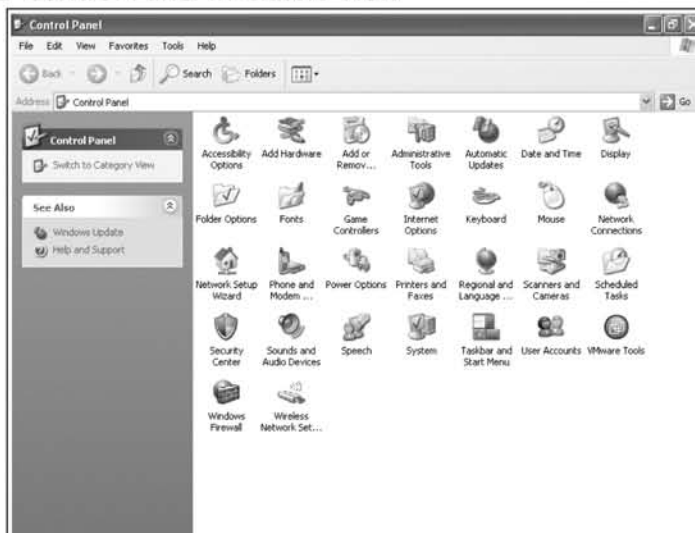 Control Panel
File Edit View Favorites Tools Help
Back Search Folders
Address Control Panel Go
Control Panel
Switch to Category View
See Also
Windows Update
Help and Support
Accessibility Options
Add Hardware
Add or Remov...
Administrative Tools
Automatic Updates
Date and Time
Display
Folder Options
Fonts
Game Controllers
Internet Options
Keyboard
Mouse
Network Connections
Network Setup Wizard
Phone and Modem ...
Power Options
Printers and Faxes
Regional and Language ...
Scanners and Cameras
Scheduled Tasks
Security Center
Sounds and Audio Devices
Speech
System
Taskbar and Start Menu
User Accounts
VMware Tools
Windows Firewall
Wireless Network Set...